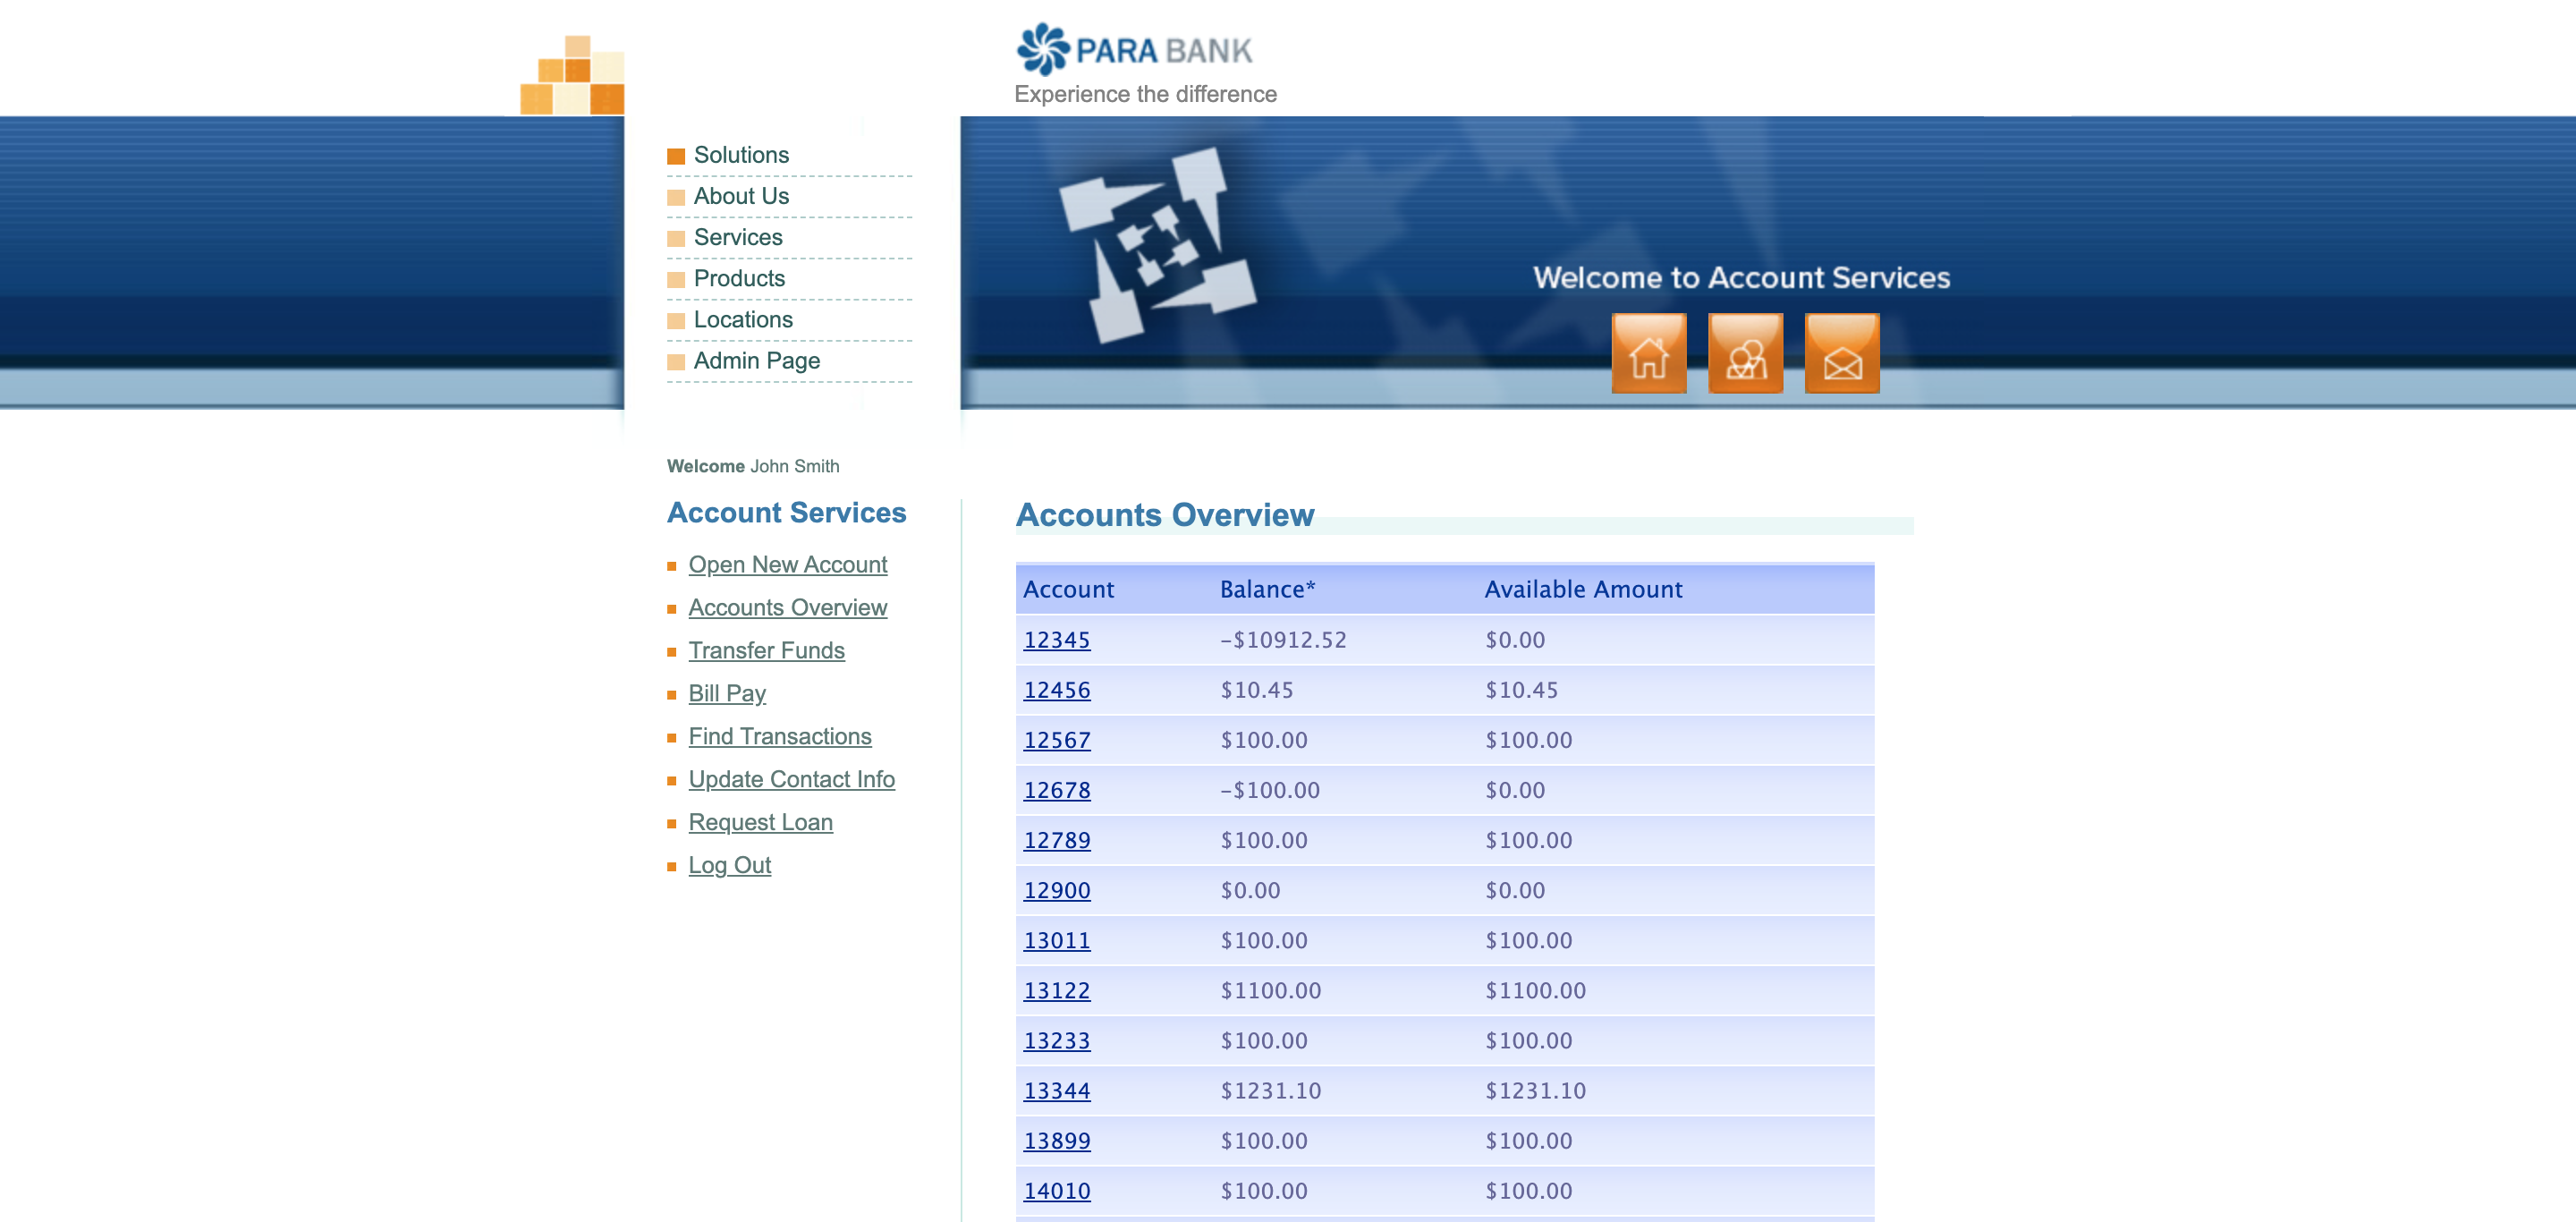 PARA BANK
Experience the difference
Solutions
About Us
Services
Products
Locations
Admin Page
Welcome to Account Services
Welcome John Smith
Account Services
Open New Account
Accounts Overview
Transfer Funds
Bill Pay
Find Transactions
Update Contact Info
Request Loan
Log Out
Accounts Overview
Account Balance* Available Amount
12345 -$10912.52 $0.00
12456 $10.45 $10.45
12567 $100.00 $100.00
12678 -$100.00 $0.00
12789 $100.00 $100.00
12900 $0.00 $0.00
13011 $100.00 $100.00
13122 $1100.00 $1100.00
13233 $100.00 $100.00
13344 $1231.10 $1231.10
13899 $100.00 $100.00
14010 $100.00 $100.00